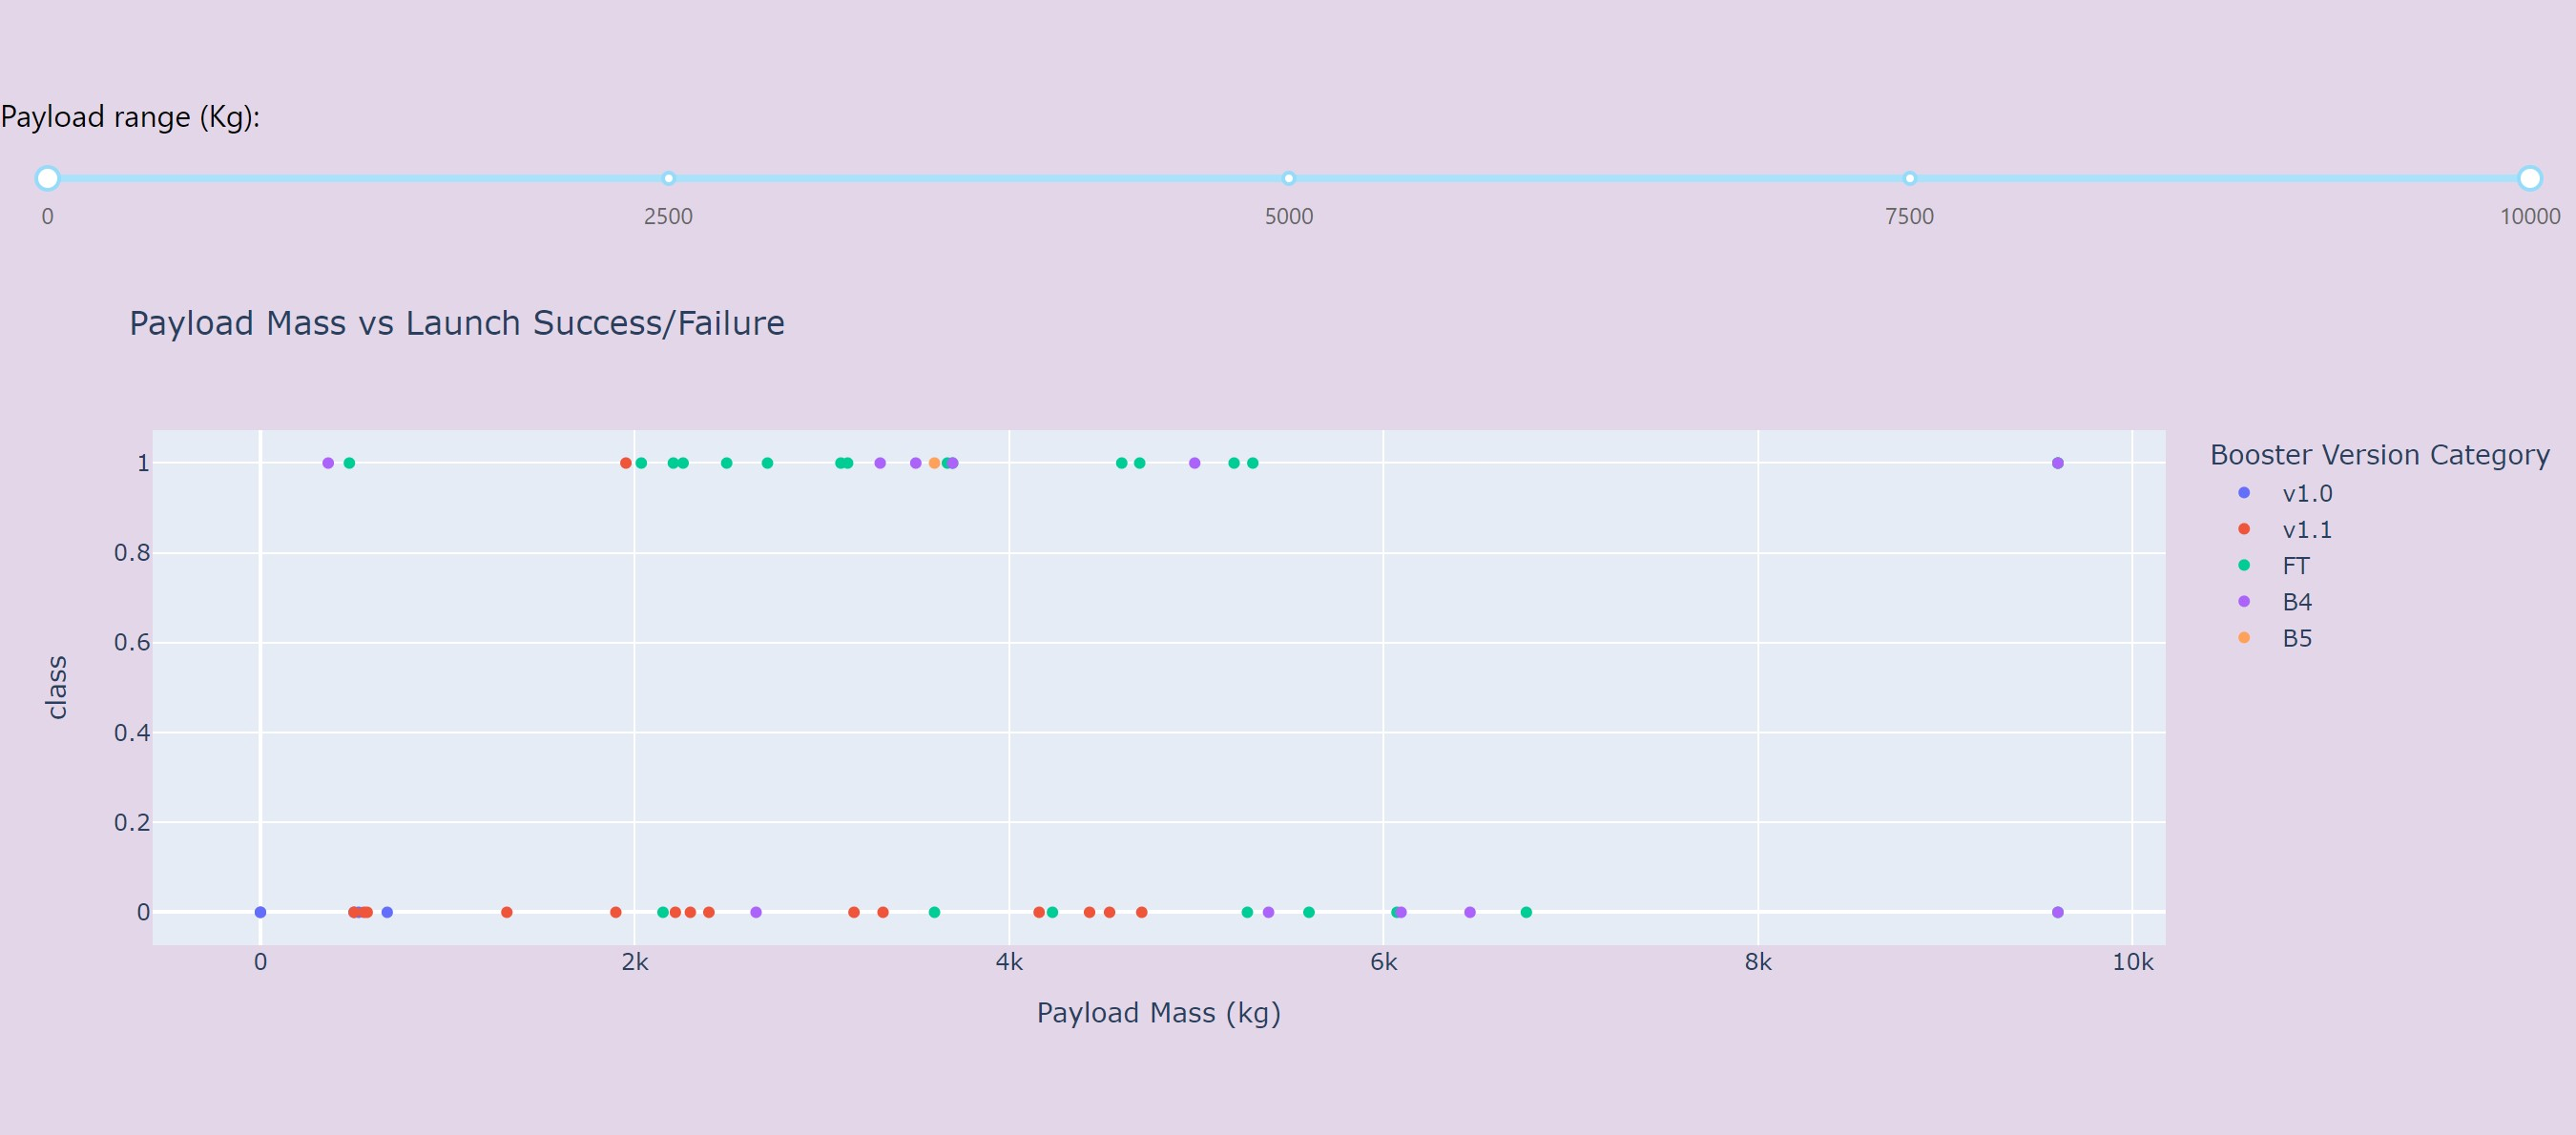 Payload range (Kg):
0 2500 5000 7500 10000
Payload Mass vs Launch Success/Failure
Booster Version Category
v1.0
v1.1
FT
B4
B5
class
1
0.8
0.6
0.4
0.2
0
0 2k 4k 6k 8k 10k
Payload Mass (kg)